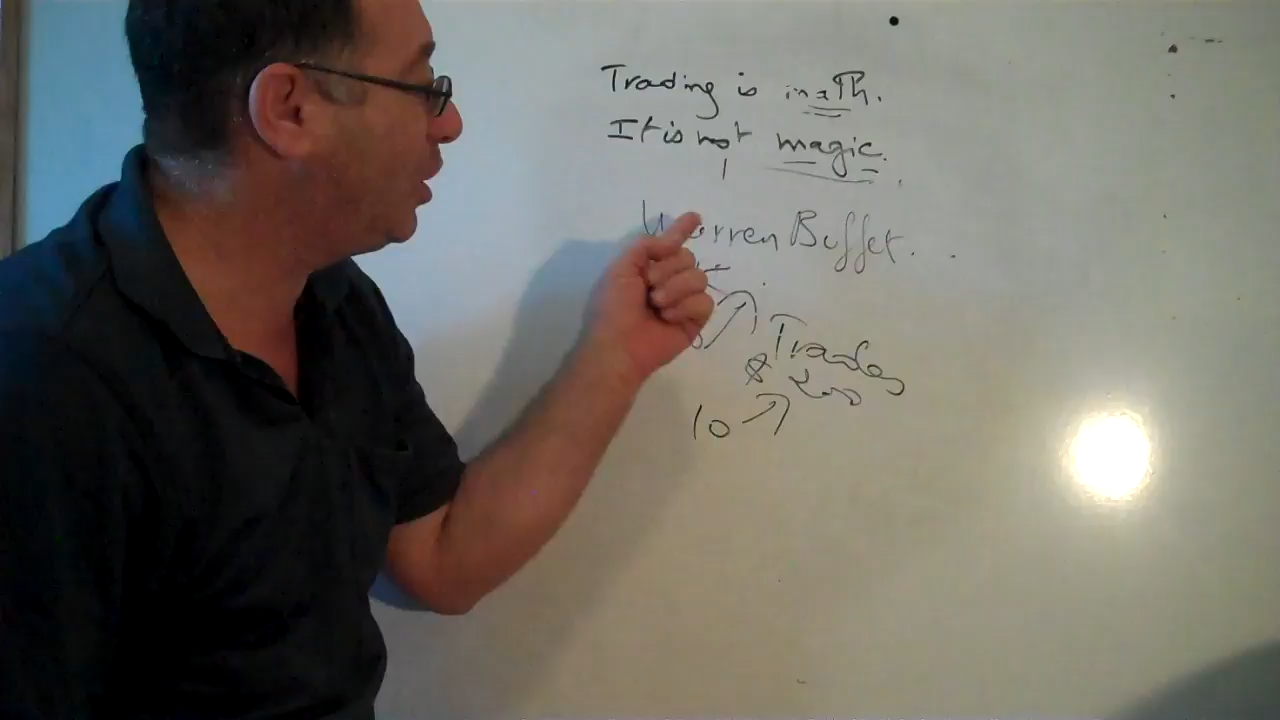 Trading is math.
It is not magic.
Warren Buffet.
Trades
10